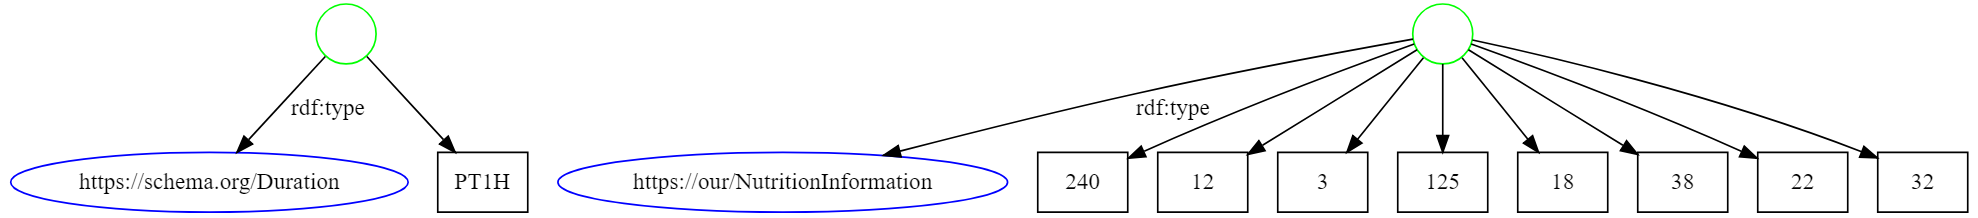 rdf:type
rdf:type
https://schema.org/Duration
PT1H
https://our/NutritionInformation
240
12
3
125
18
38
22
32